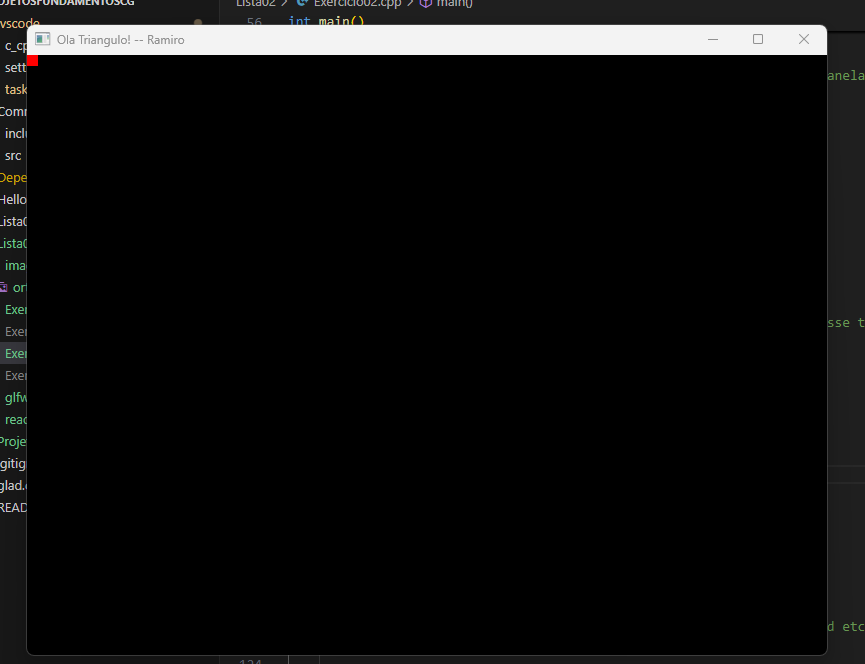 OJETOSFUNDAMENTOSCG
Lista02 > Exercicio02.cpp > main()
vscode
56 int main()
Ola Triangulo! -- Ramiro
c_cp
sett
anela
task
Comm
inclu
src
Depe
Hello
Lista0
Lista0
ima
or
Exer
Exer
sse t
Exer
Exer
glfw
read
Proje
gitig
glad.c
READ
d etc
124